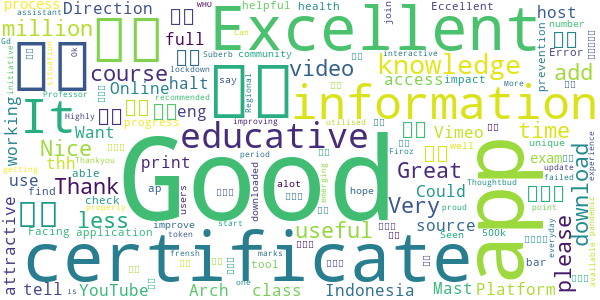 Good
certificate
Excellent
information
app
educative
It
knowledge
Thank
useful
million
Direction
process
assistant
Suberb
community
helpful
health
Eccellent
join
number
host
full
course
video
Online
halt
say
Regional
access
impact
prevention
Error
add
who
Can
interactive
More
Gd
initiative
situation
ok
Professor
lockdown
recommended
Highly
progress
Thankyou
improving
utilised
working
Want
eng
Vimeo
time
unique
Nice
thh
attractive
use
find
able
print
ap
users
downloaded
period
alot
hope
emerging
Firoz
Great
Very
Could
well
exam
update
failed
Thoughtbud
experience
download
please
getting
less
check
Facing
application
properly
improve
token
frensh
start
marks
tool
one
source
Seen
500k
point
everyday
available
pandemic
bar
tell
is
YouTube
Arch
class
Indonesia
Mast
Platform